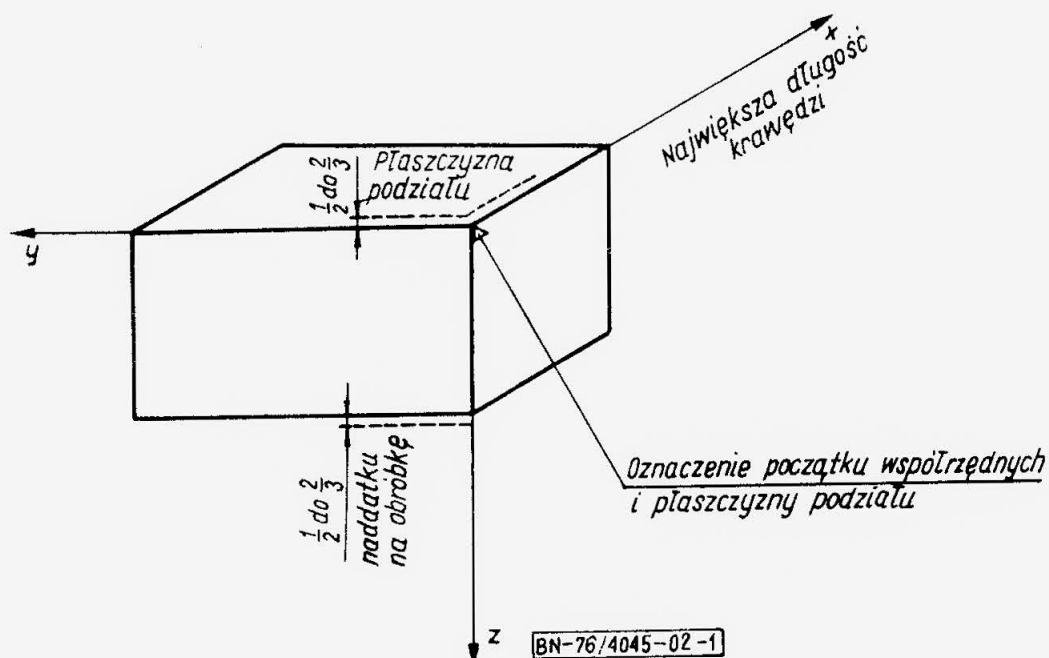 x
Największa długość
krawędzi
1/2 do 2/3
Płaszczyzna
podziału
y
1/2 do 2/3
naddatku
na obróbkę
Oznaczenie początku współrzędnych
i płaszczyzny podziału
z
BN-76/4045-02-1